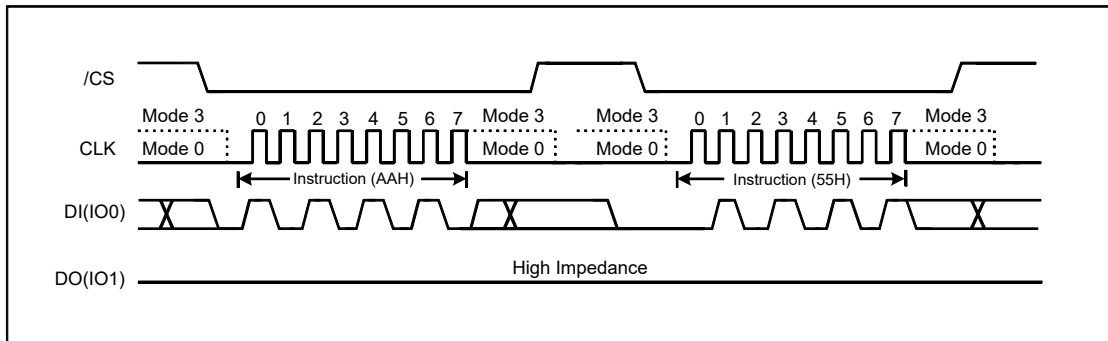 /CS
Mode 3 0 1 2 3 4 5 6 7 Mode 3 Mode 3 0 1 2 3 4 5 6 7 Mode 3
CLK Mode 0 Mode 0 Mode 0 Mode 0
Instruction (AAH) Instruction (55H)
DI(IO0)
High Impedance
DO(IO1)